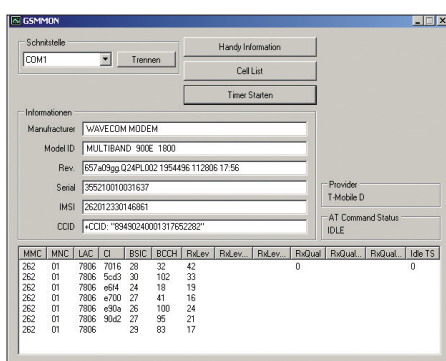 GSMMON
Schnitstelle
COM1
Trennen
Handy Information
Cell List
Timer Starten
Informationen
Manufracturer WAVECOM MODEM
Model ID MULTIBAND 900E 1800
Rev. 657a09gg.Q24PL002 1954496 112806 17:56
Serial 355210010031637
IMSI 262012330146861
CCID +CCID: "89490240001317652282"
Provider
T-Mobile D
AT Command Status
IDLE
MMC MNC LAC CI BSIC BCCH RxLev RxLev... RxLev... RxQual RxQual... RxQual... Idle TS
262 01 7806 7016 28 32 42 0 0
262 01 7806 5cd3 30 102 33
262 01 7806 e6f4 24 18 19
262 01 7806 e700 27 41 16
262 01 7806 e90a 26 100 24
262 01 7806 90d2 27 95 21
262 01 7806 29 83 17